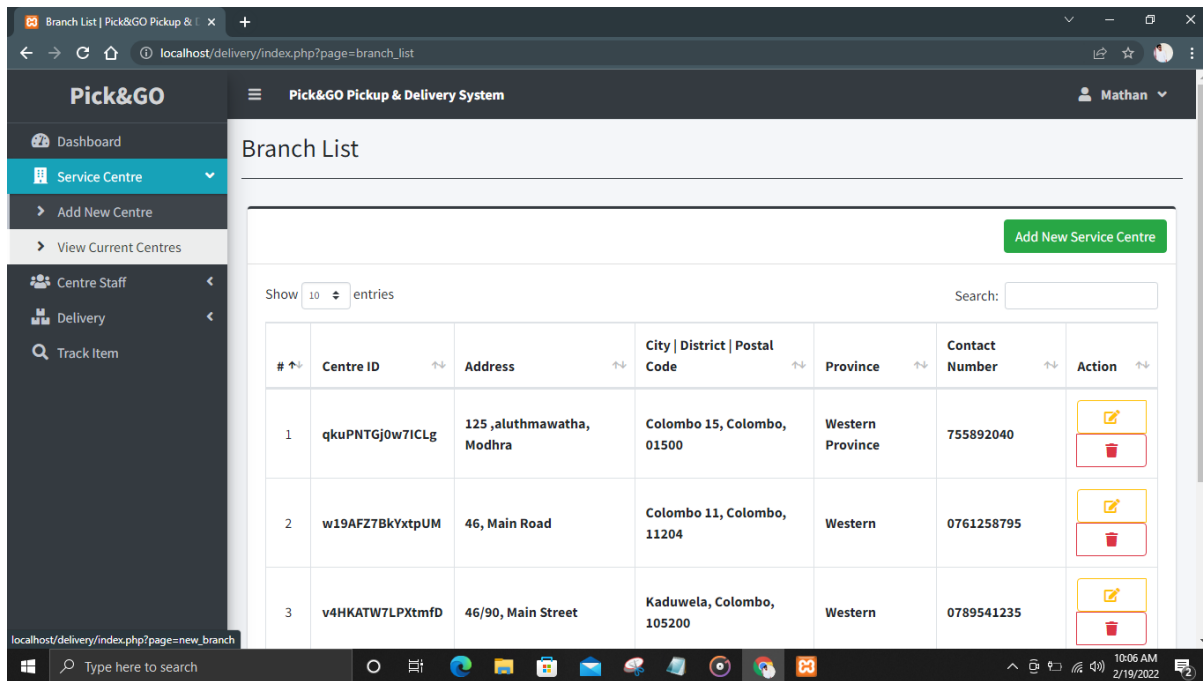 Branch List | Pick&GO Pickup & D
localhost/delivery/index.php?page=branch_list
Pick&GO
Pick&GO Pickup & Delivery System
Mathan
Dashboard
Service Centre
Add New Centre
View Current Centres
Centre Staff
Delivery
Track Item
Branch List
Add New Service Centre
Show 10 entries
Search:
# Centre ID Address City | District | Postal Code Province Contact Number Action
1 qkuPNTGj0w7ICLg 125 ,aluthmawatha, Modhra Colombo 15, Colombo, 01500 Western Province 755892040
2 w19AFZ7BkYxtpUM 46, Main Road Colombo 11, Colombo, 11204 Western 0761258795
3 v4HKATW7LPXtmfD 46/90, Main Street Kaduwela, Colombo, 105200 Western 0789541235
localhost/delivery/index.php?page=new_branch
Type here to search
10:06 AM
2/19/2022
2